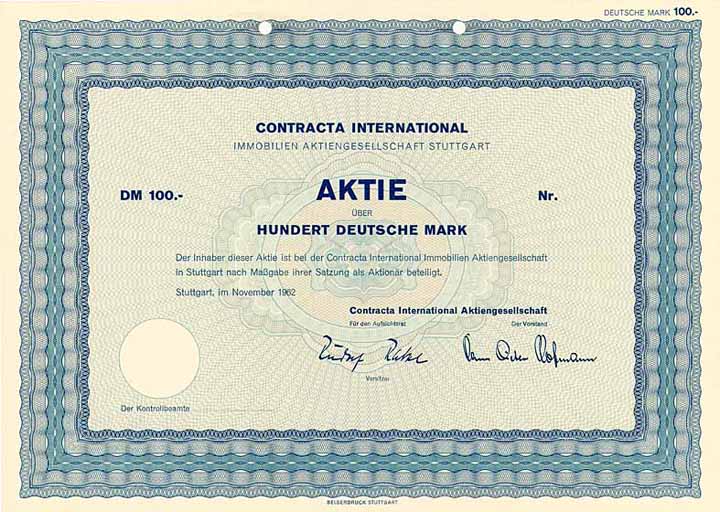 DEUTSCHE MARK 100.-
CONTRACTA INTERNATIONAL
IMMOBILIEN AKTIENGESELLSCHAFT STUTTGART
DM 100.- AKTIE Nr.
ÜBER
HUNDERT DEUTSCHE MARK
Der Inhaber dieser Aktie ist bei der Contracta International Immobilien Aktiengesellschaft
in Stuttgart nach Maßgabe ihrer Satzung als Aktionär beteiligt.
Stuttgart, im November 1962
Contracta International Aktiengesellschaft
Für den Aufsichtsrat Der Vorstand
Vorsitzer
Der Kontrollbeamte
BELSERDRUCK STUTTGART